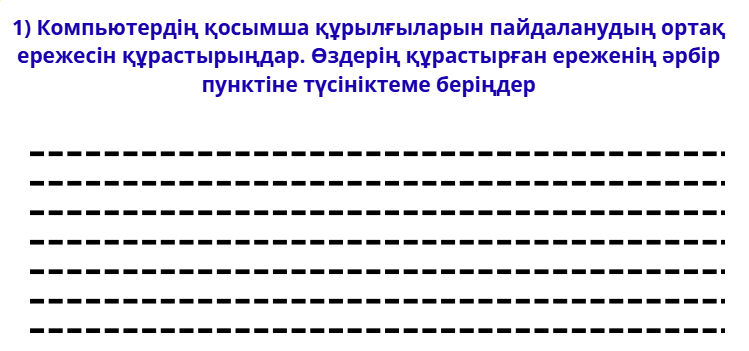 1) Компьютердің қосымша құрылғыларын пайдаланудың ортақ
ережесін құрастырыңдар. Өздерің құрастырған ереженің әрбір
пунктіне түсініктеме беріңдер